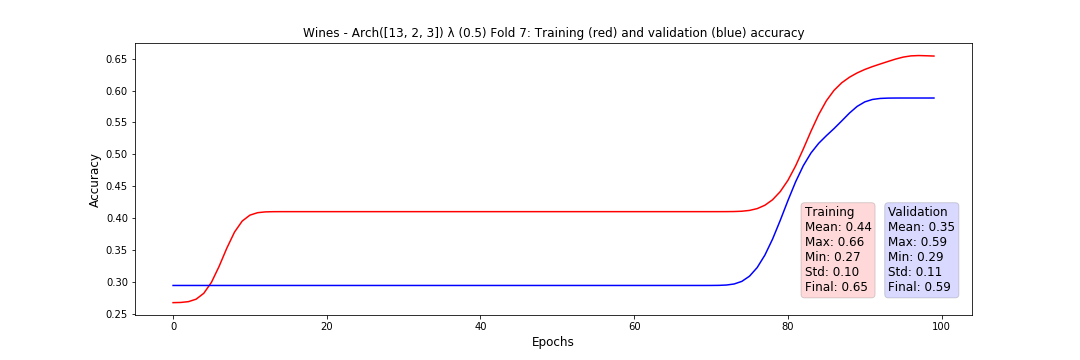 Wines - Arch([13, 2, 3]) λ (0.5) Fold 7: Training (red) and validation (blue) accuracy
Accuracy
0.65
0.60
0.55
0.50
0.45
0.40
0.35
0.30
0.25
Training
Mean: 0.44
Max: 0.66
Min: 0.27
Std: 0.10
Final: 0.65
Validation
Mean: 0.35
Max: 0.59
Min: 0.29
Std: 0.11
Final: 0.59
0 20 40 60 80 100
Epochs